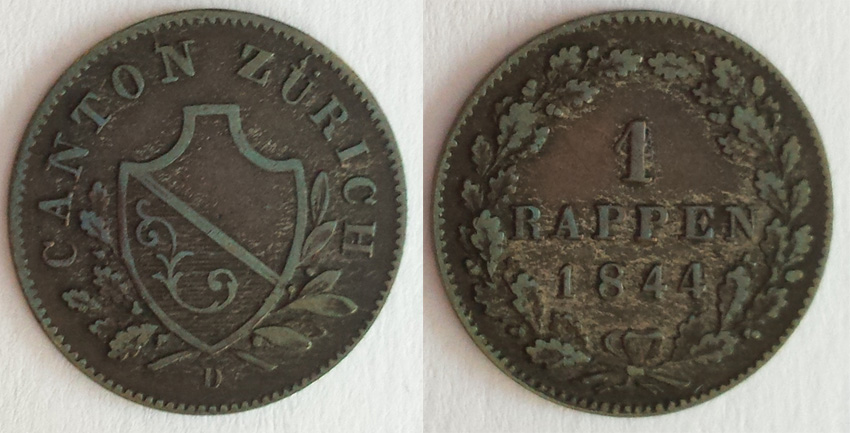 CANTON ZÜRICH
D
1
RAPPEN
1844